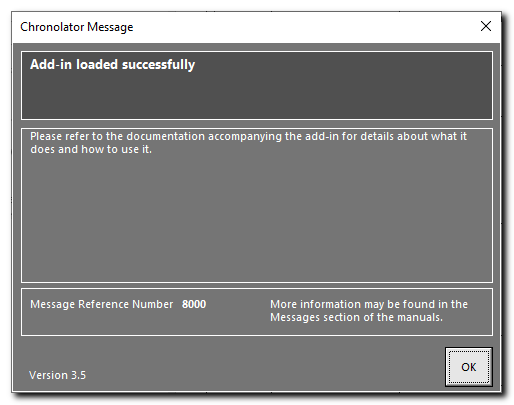 Chronolator Message
Add-in loaded successfully
Please refer to the documentation accompanying the add-in for details about what it
does and how to use it.
Message Reference Number 8000
More information may be found in the
Messages section of the manuals.
Version 3.5
OK